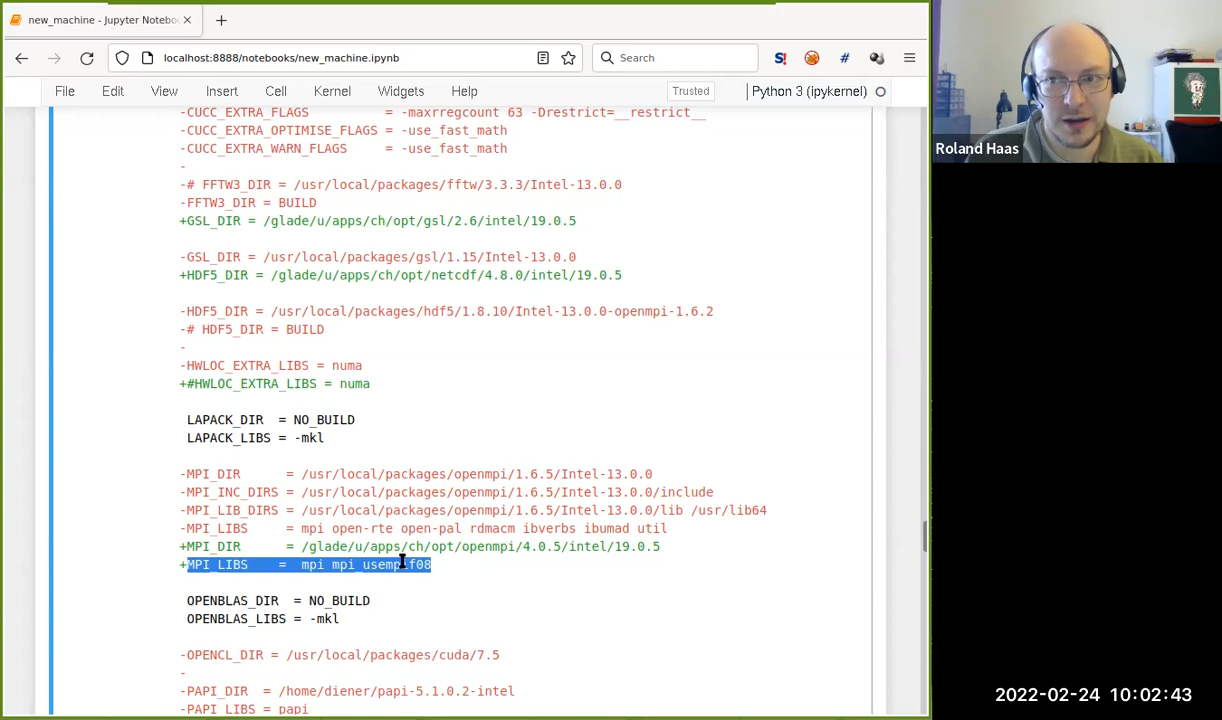 new_machine - Jupyter Notebo
localhost:8888/notebooks/new_machine.ipynb
Search
S!
#
File Edit View Insert Cell Kernel Widgets Help
Trusted
Python 3 (ipykernel)
-CUCC_EXTRA_FLAGS = -maxrregcount 63 -Drestrict=__restrict__
-CUCC_EXTRA_OPTIMISE_FLAGS = -use_fast_math
-CUCC_EXTRA_WARN_FLAGS = -use_fast_math
-
-# FFTW3_DIR = /usr/local/packages/fftw/3.3.3/Intel-13.0.0
-FFTW3_DIR = BUILD
+GSL_DIR = /glade/u/apps/ch/opt/gsl/2.6/intel/19.0.5
-GSL_DIR = /usr/local/packages/gsl/1.15/Intel-13.0.0
+HDF5_DIR = /glade/u/apps/ch/opt/netcdf/4.8.0/intel/19.0.5
-HDF5_DIR = /usr/local/packages/hdf5/1.8.10/Intel-13.0.0-openmpi-1.6.2
-# HDF5_DIR = BUILD
-
-HWLOC_EXTRA_LIBS = numa
+#HWLOC_EXTRA_LIBS = numa
LAPACK_DIR = NO_BUILD
LAPACK_LIBS = -mkl
-MPI_DIR = /usr/local/packages/openmpi/1.6.5/Intel-13.0.0
-MPI_INC_DIRS = /usr/local/packages/openmpi/1.6.5/Intel-13.0.0/include
-MPI_LIB_DIRS = /usr/local/packages/openmpi/1.6.5/Intel-13.0.0/lib /usr/lib64
-MPI_LIBS = mpi open-rte open-pal rdmacm ibverbs ibumad util
+MPI_DIR = /glade/u/apps/ch/opt/openmpi/4.0.5/intel/19.0.5
+MPI_LIBS = mpi mpi_usempif08
OPENBLAS_DIR = NO_BUILD
OPENBLAS_LIBS = -mkl
-OPENCL_DIR = /usr/local/packages/cuda/7.5
-
-PAPI_DIR = /home/diener/papi-5.1.0.2-intel
-PAPI_LIBS = papi
Roland Haas
2022-02-24 10:02:43